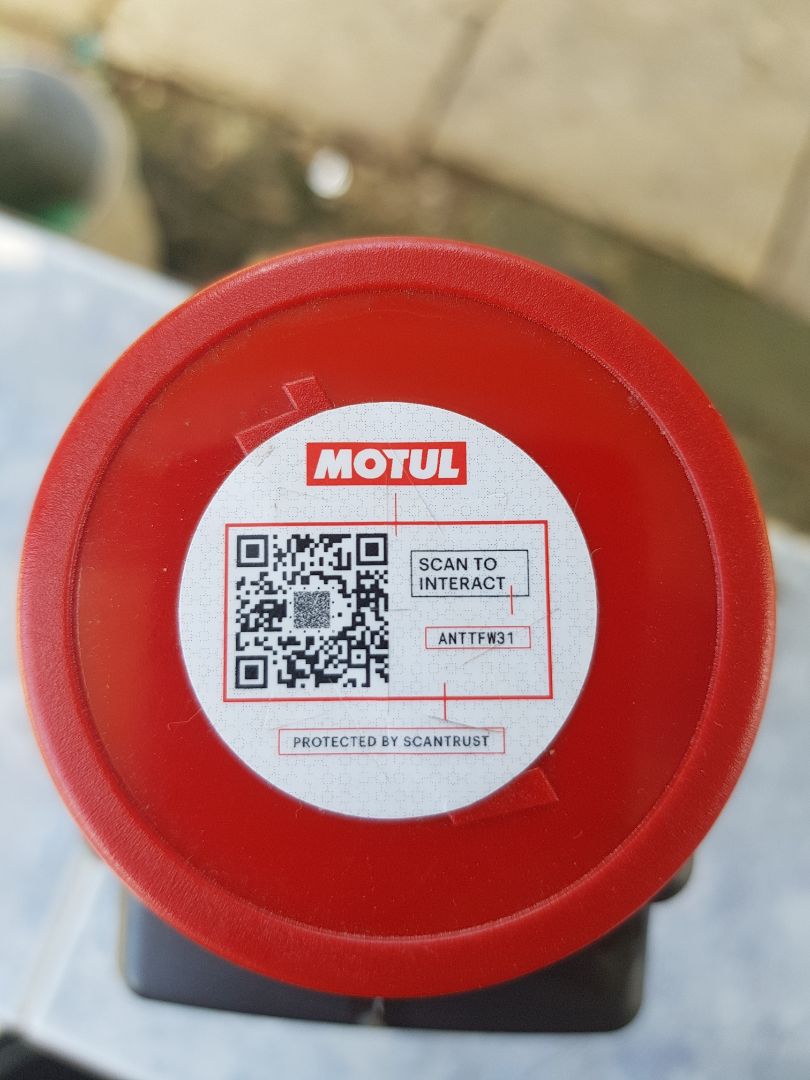 MOTUL
SCAN TO
INTERACT
ANTTFW31
PROTECTED BY SCANTRUST